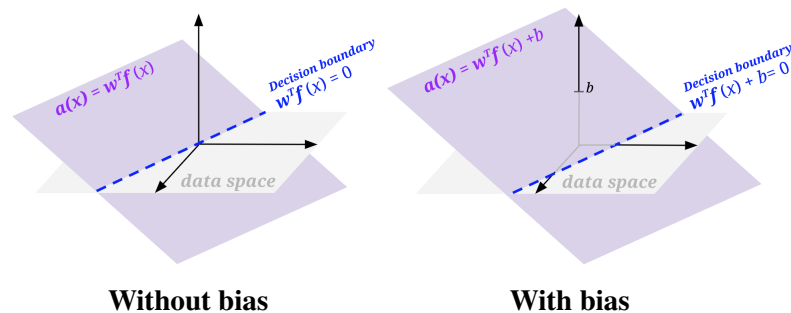 Decision boundary
wᵀf (x) = 0
a(x) = wᵀf (x)
data space
Without bias
Decision boundary
wᵀf (x) + b= 0
a(x) = wᵀf (x) +b
b
data space
With bias